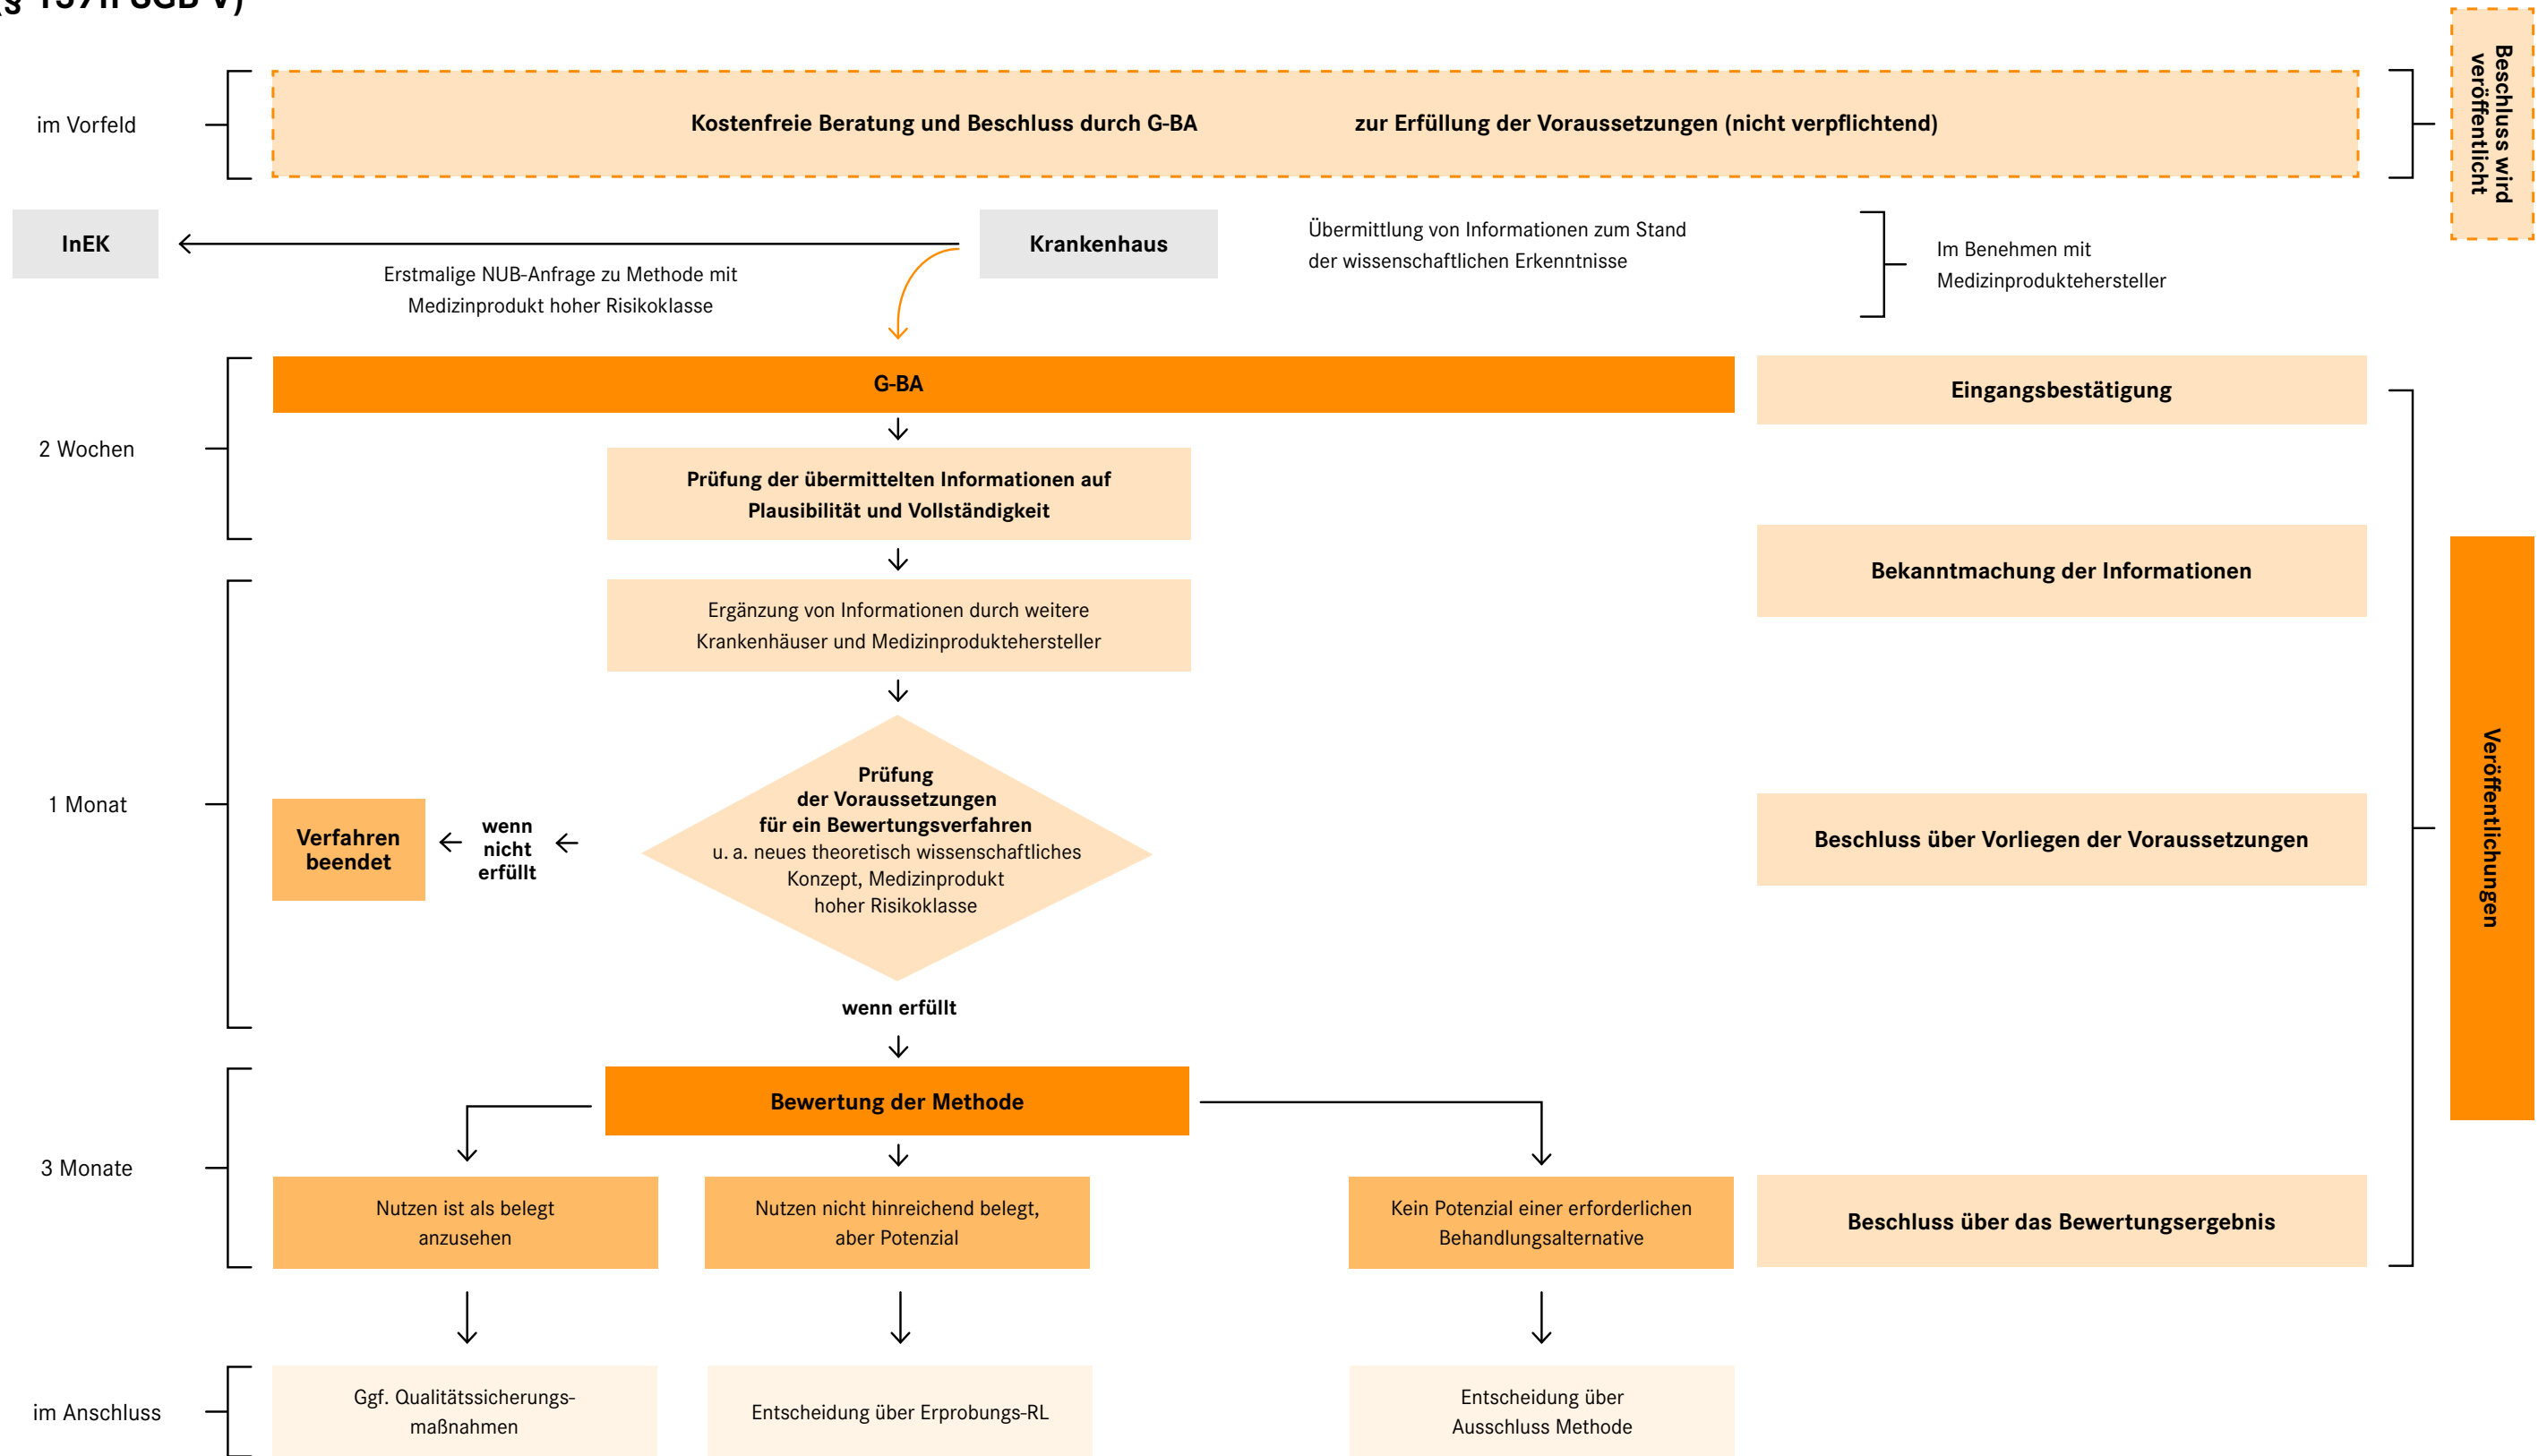 (§ 137h SGB V)
Beschluss wird
veröffentlicht
im Vorfeld
Kostenfreie Beratung und Beschluss durch G-BA zur Erfüllung der Voraussetzungen (nicht verpflichtend)
InEK
Krankenhaus
Erstmalige NUB-Anfrage zu Methode mit
Medizinprodukt hoher Risikoklasse
Übermittlung von Informationen zum Stand
der wissenschaftlichen Erkenntnisse
Im Benehmen mit
Medizinproduktehersteller
2 Wochen
G-BA
Eingangsbestätigung
Prüfung der übermittelten Informationen auf
Plausibilität und Vollständigkeit
Bekanntmachung der Informationen
1 Monat
Ergänzung von Informationen durch weitere
Krankenhäuser und Medizinproduktehersteller
Prüfung
der Voraussetzungen
für ein Bewertungsverfahren
u. a. neues theoretisch wissenschaftliches
Konzept, Medizinprodukt
hoher Risikoklasse
wenn
nicht
erfüllt
Verfahren
beendet
Beschluss über Vorliegen der Voraussetzungen
Veröffentlichungen
wenn erfüllt
3 Monate
Bewertung der Methode
Nutzen ist als belegt
anzusehen
Nutzen nicht hinreichend belegt,
aber Potenzial
Kein Potenzial einer erforderlichen
Behandlungsalternative
Beschluss über das Bewertungsergebnis
im Anschluss
Ggf. Qualitätssicherungs-
maßnahmen
Entscheidung über Erprobungs-RL
Entscheidung über
Ausschluss Methode